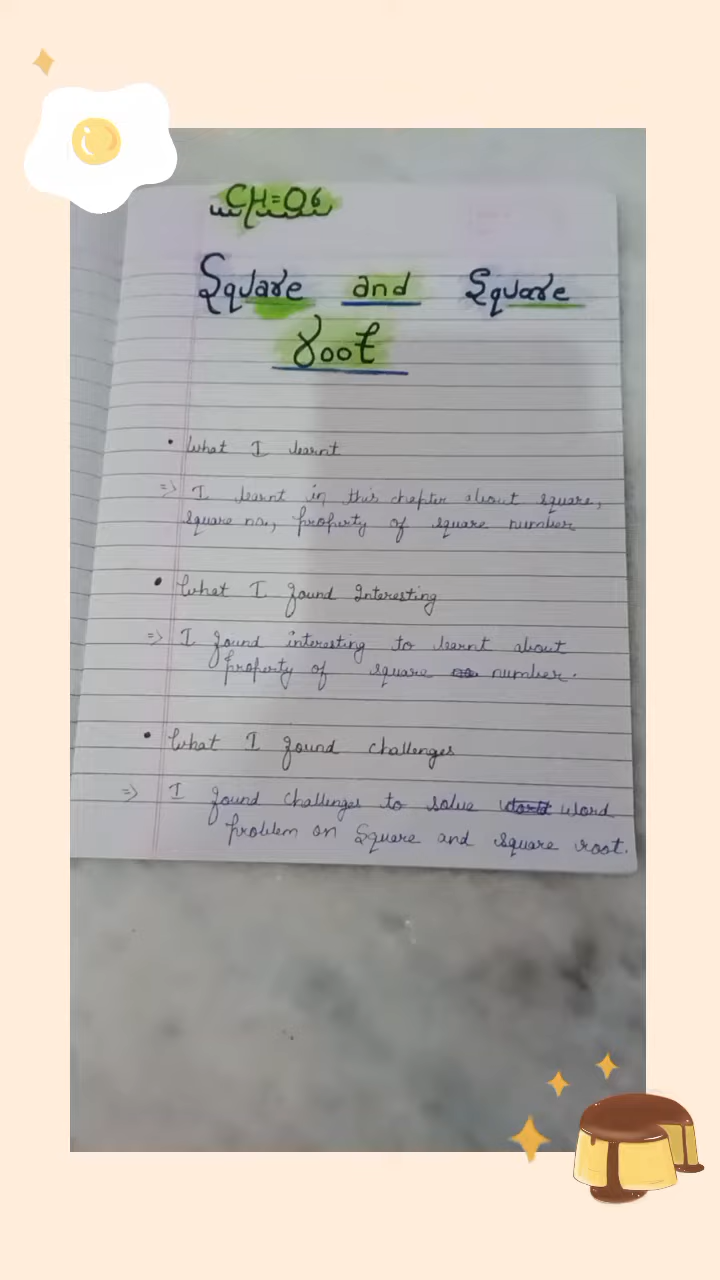 CH=06
Square and Square
root
• What I learnt
=> I learnt in this chapter about square,
square no., property of square number
• What I found Interesting
=> I found interesting to learnt about
property of square number.
• What I found challenges
=> I found challenges to solve word
problem on Square and square root.